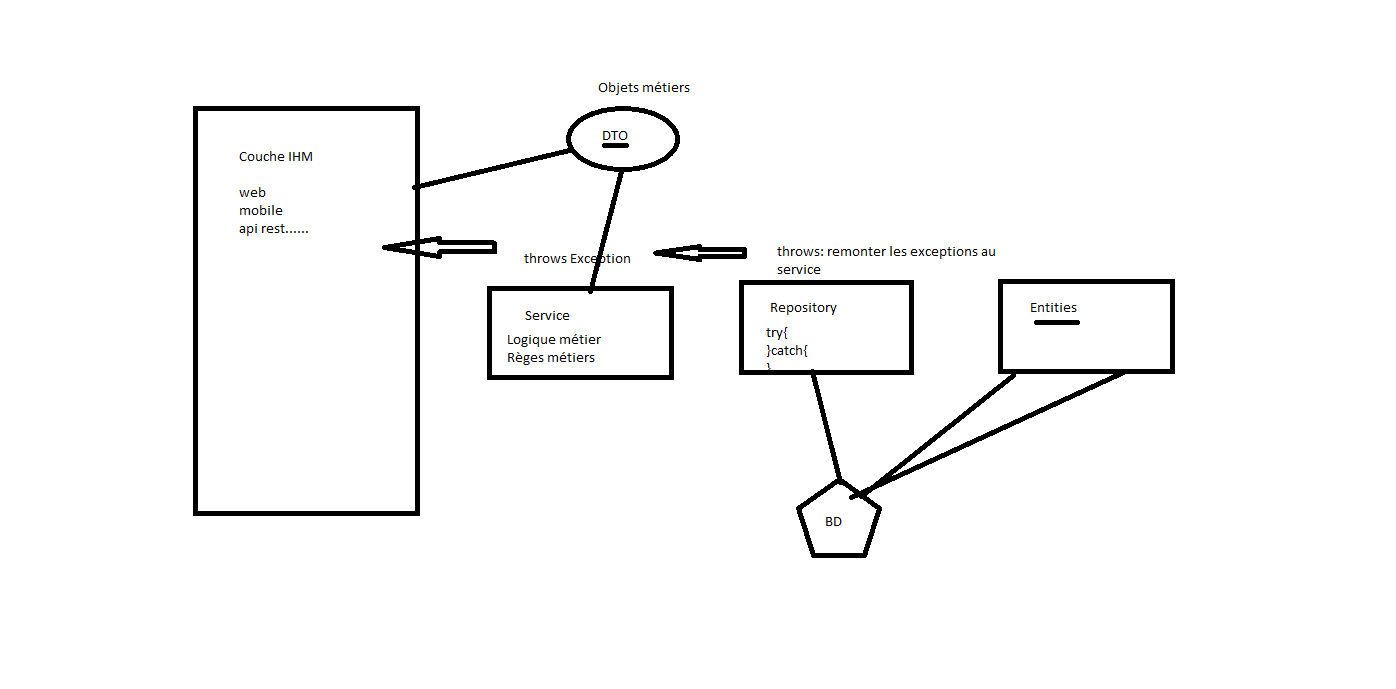 Objets métiers
DTO
Couche IHM
web
mobile
api rest......
throws Exception
throws: remonter les exceptions au
service
Service
Logique métier
Règes métiers
Repository
try{
}catch{
}
Entities
BD